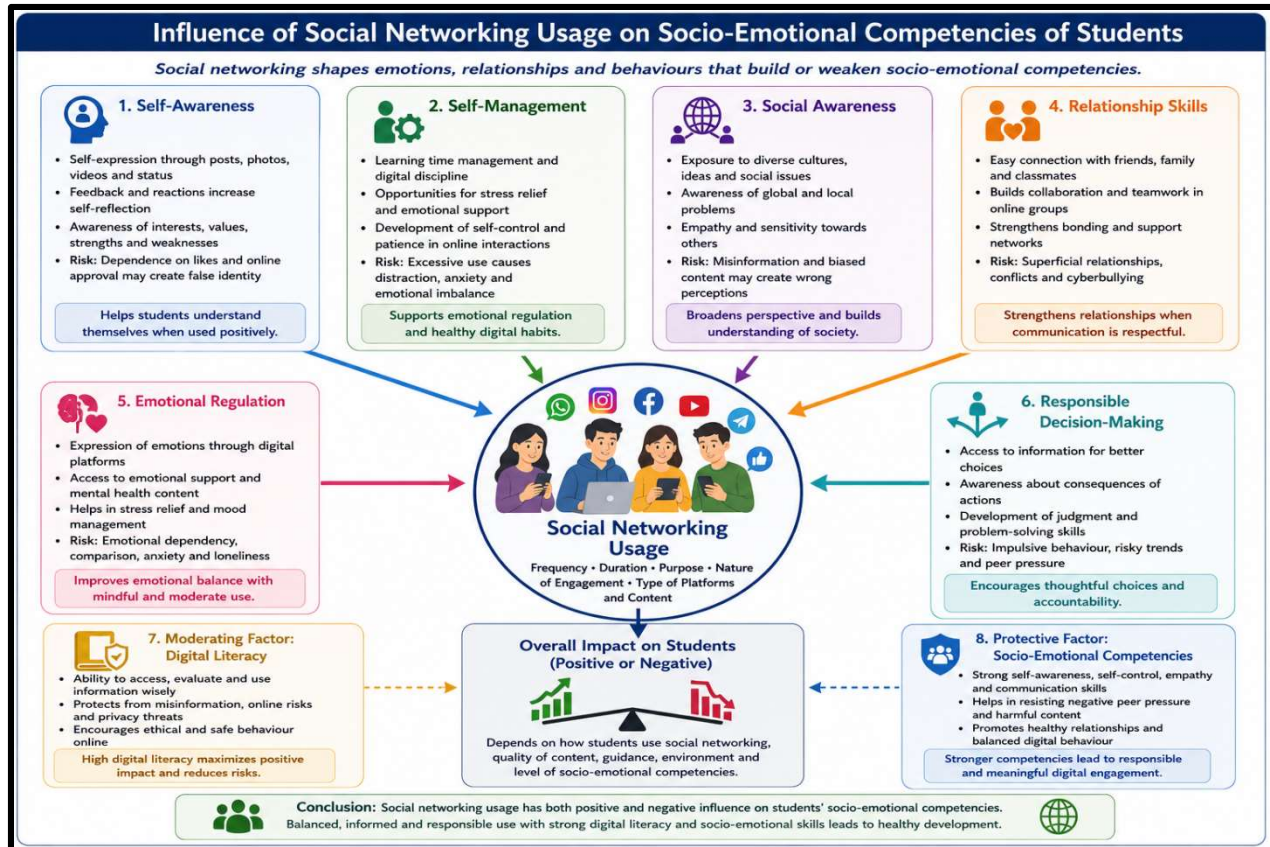 Influence of Social Networking Usage on Socio-Emotional Competencies of Students
Social networking shapes emotions, relationships and behaviours that build or weaken socio-emotional competencies.
1. Self-Awareness
• Self-expression through posts, photos,
videos and status
• Feedback and reactions increase
self-reflection
• Awareness of interests, values,
strengths and weaknesses
• Risk: Dependence on likes and online
approval may create false identity
Helps students understand
themselves when used positively.
2. Self-Management
• Learning time management and
digital discipline
• Opportunities for stress relief
and emotional support
• Development of self-control and
patience in online interactions
• Risk: Excessive use causes
distraction, anxiety and
emotional imbalance
Supports emotional regulation
and healthy digital habits.
3. Social Awareness
• Exposure to diverse cultures,
ideas and social issues
• Awareness of global and local
problems
• Empathy and sensitivity towards
others
• Risk: Misinformation and biased
content may create wrong
perceptions
Broadens perspective and builds
understanding of society.
4. Relationship Skills
• Easy connection with friends, family
and classmates
• Builds collaboration and teamwork in
online groups
• Strengthens bonding and support
networks
• Risk: Superficial relationships,
conflicts and cyberbullying
Strengthens relationships when
communication is respectful.
5. Emotional Regulation
• Expression of emotions through digital
platforms
• Access to emotional support and
mental health content
• Helps in stress relief and mood
management
• Risk: Emotional dependency,
comparison, anxiety and loneliness
Improves emotional balance with
mindful and moderate use.
Social Networking
Usage
Frequency • Duration • Purpose • Nature
of Engagement • Type of Platforms
and Content
6. Responsible
Decision-Making
• Access to information for better
choices
• Awareness about consequences of
actions
• Development of judgment and
problem-solving skills
• Risk: Impulsive behaviour, risky trends
and peer pressure
Encourages thoughtful choices and
accountability.
7. Moderating Factor:
Digital Literacy
• Ability to access, evaluate and use
information wisely
• Protects from misinformation, online risks
and privacy threats
• Encourages ethical and safe behaviour
online
High digital literacy maximizes positive
impact and reduces risks.
Overall Impact on Students
(Positive or Negative)
Depends on how students use social networking,
quality of content, guidance, environment and
level of socio-emotional competencies.
8. Protective Factor:
Socio-Emotional Competencies
• Strong self-awareness, self-control, empathy
and communication skills
• Helps in resisting negative peer pressure
and harmful content
• Promotes healthy relationships and
balanced digital behaviour
Stronger competencies lead to responsible
and meaningful digital engagement.
Conclusion: Social networking usage has both positive and negative influence on students' socio-emotional competencies.
Balanced, informed and responsible use with strong digital literacy and socio-emotional skills leads to healthy development.